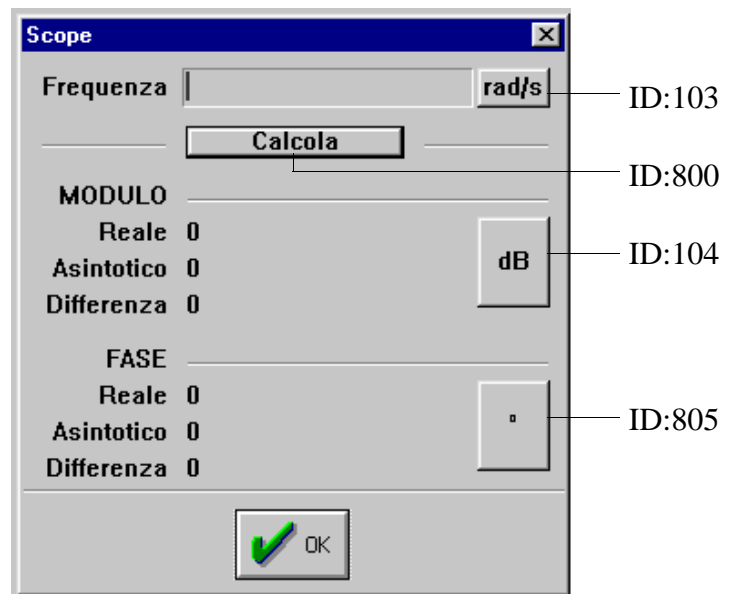 Scope
Frequenza rad/s ID:103
Calcola ID:800
MODULO
Reale 0
Asintotico 0
Differenza 0
dB ID:104
FASE
Reale 0
Asintotico 0
Differenza 0
° ID:805
OK